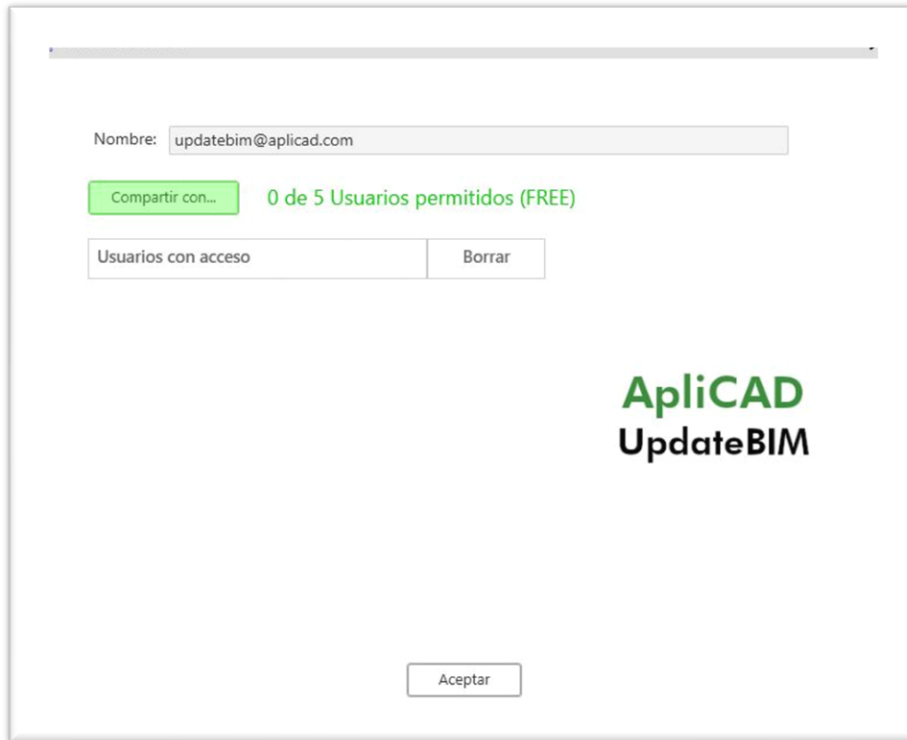 Nombre: updatebim@aplicad.com
Compartir con... 0 de 5 Usuarios permitidos (FREE)
Usuarios con acceso Borrar
ApliCAD
UpdateBIM
Aceptar